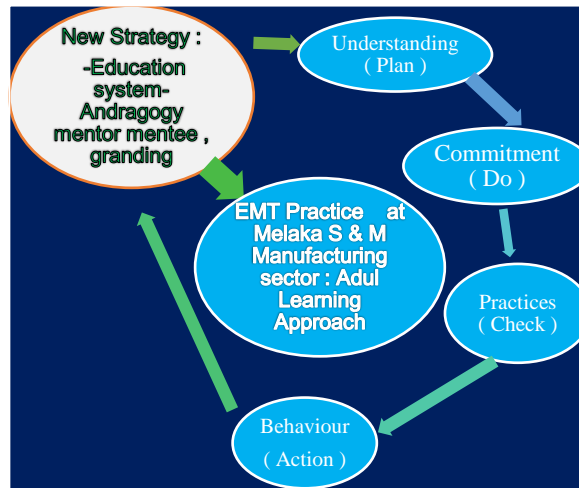 New Strategy :
-Education
system-
Andragogy
mentor mentee ,
granding
Understanding
( Plan )
Commitment
( Do )
Practices
( Check )
Behaviour
( Action )
EMT Practice at
Melaka S & M
Manufacturing
sector : Adul
Learning
Approach